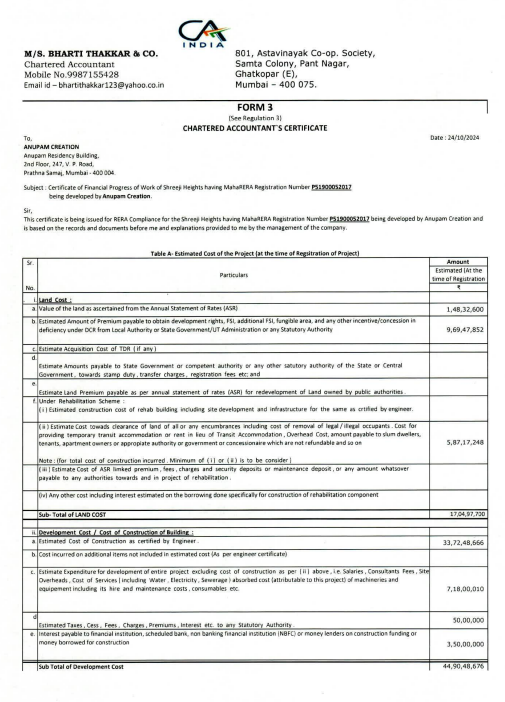 CA
INDIA
M/S. BHARTI THAKKAR & CO.
Chartered Accountant
Mobile No.9987155428
Email id – bhartithakkar123@yahoo.co.in
801, Astavinayak Co-op. Society,
Samta Colony, Pant Nagar,
Ghatkopar (E),
Mumbai – 400 075.
FORM 3
(See Regulation 3)
CHARTERED ACCOUNTANT'S CERTIFICATE
Date : 24/10/2024
To,
ANUPAM CREATION
Anupam Residency Building,
2nd Floor, 247, V. P. Road,
Prathna Samaj, Mumbai - 400 004.
Subject : Certificate of Financial Progress of Work of Shreeji Heights having MahaRERA Registration Number P51900052017
being developed by Anupam Creation.
Sir,
This certificate is being issued for RERA Compliance for the Shreeji Heights having MahaRERA Registration Number P51900052017 being developed by Anupam Creation and
is based on the records and documents before me and explanations provided to me by the management of the company.
Table A- Estimated Cost of the Project (at the time of Regsitration of Project)
Sr.
No.
Particulars
Amount
Estimated (At the
time of Registration
₹
i. Land Cost :
a. Value of the land as ascertained from the Annual Statement of Rates (ASR)
1,48,32,600
b. Estimated Amount of Premium payable to obtain development rights, additional FSI, fungible area, and any other incentive/concession in
deficiency under DCR from Local Authority or State Government/UT Administration or any Statutory Authority
9,69,47,852
c. Estimate Acquisition Cost of TDR ( if any )
d.
Estimate Amounts payable to State Government or competent authority or any other satutory authority of the State or Central
Government , towards stamp duty , transfer charges , registration fees etc; and
e.
Estimate Land Premium payable as per annual statement of rates (ASR) for redevelopment of Land owned by public authorities .
f. Under Rehabilitation Scheme :
( i ) Estimated construction cost of rehab building including site development and infrastructure for the same as crtified by engineer.
(ii ) Estimate Cost towads clearance of land of all or any encumbrances including cost of removal of legal / illegal occupants . Cost for
providing temporary transit accommodation or rent in lieu of Transit Accommodation , Overhead Cost, amount payable to slum dwellers,
tenants, apartment owners or approplate authority or government or concessionaire which are not refundable and so on
5,87,17,248
Note : (for total cost of construction incurred . Minimum of (i ) or (ii ) is to be consider )
( iii ) Estimate Cost of ASR limked premium , fees , charges and security deposits or maintenance deposit , or any amount whatsover
payable to any authorities towards and in project of rehabilitation .
(iv) Any other cost including interest estimated on the borrowing done specifically for construction of rehabilitation component
Sub- Total of LAND COST
17,04,97,700
ii. Development Cost / Cost of Construction of Building :
a. Estimated Cost of Construction as certified by Engineer .
33,72,48,666
b. Cost incurred on additional items not included in estimated cost (As per engineer certificate)
c. Estimate Expenditure for development of entire project excluding cost of construction as per ( ii ) above , i.e. Salaries , Consultants Fees , Site
Overheads , Cost of Services ( including Water , Electricity , Sewerage ) absorbed cost (attributable to this project) of machineries and
equipement including its hire and maintenance costs , consumables etc.
7,18,00,010
d
Estimated Taxes , Cess , Fees , Charges , Premiums , Interest etc. to any Statutory Authority .
50,00,000
e. Interest payable to financial institution, scheduled bank, non banking financial institution (NBFC) or money lenders on construction funding or
money borrowed for construction
3,50,00,000
Sub Total of Development Cost
44,90,48,676